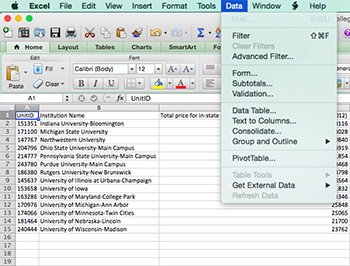 Excel File Edit View Insert Format Tools Data Window Help
Filter ⇧⌘F
Clear Filters
Advanced Filter...
Form...
Subtotals...
Validation...
Data Table...
Text to Columns...
Consolidate...
Group and Outline
PivotTable...
Table Tools
Get External Data
Refresh Data
Home Layout Tables Charts SmartArt
Edit Font
Fill Calibri (Body) 12
Paste Clear B I U
A1 fx UnitID
A B
1 UnitID Institution Name Total price for in-state 012)
2 151351 Indiana University-Bloomington
3 171100 Michigan State University
4 147767 Northwestern University
5 204796 Ohio State University-Main Campus
6 214777 Pennsylvania State University-Main Campus
7 243780 Purdue University-Main Campus
8 186380 Rutgers University-New Brunswick
9 145637 University of Illinois at Urbana-Champaign
10 153658 University of Iowa
11 163286 University of Maryland-College Park
12 170976 University of Michigan-Ann Arbor 25848
13 174066 University of Minnesota-Twin Cities 25065
14 181464 University of Nebraska-Lincoln 21700
15 240444 University of Wisconsin-Madison 23762